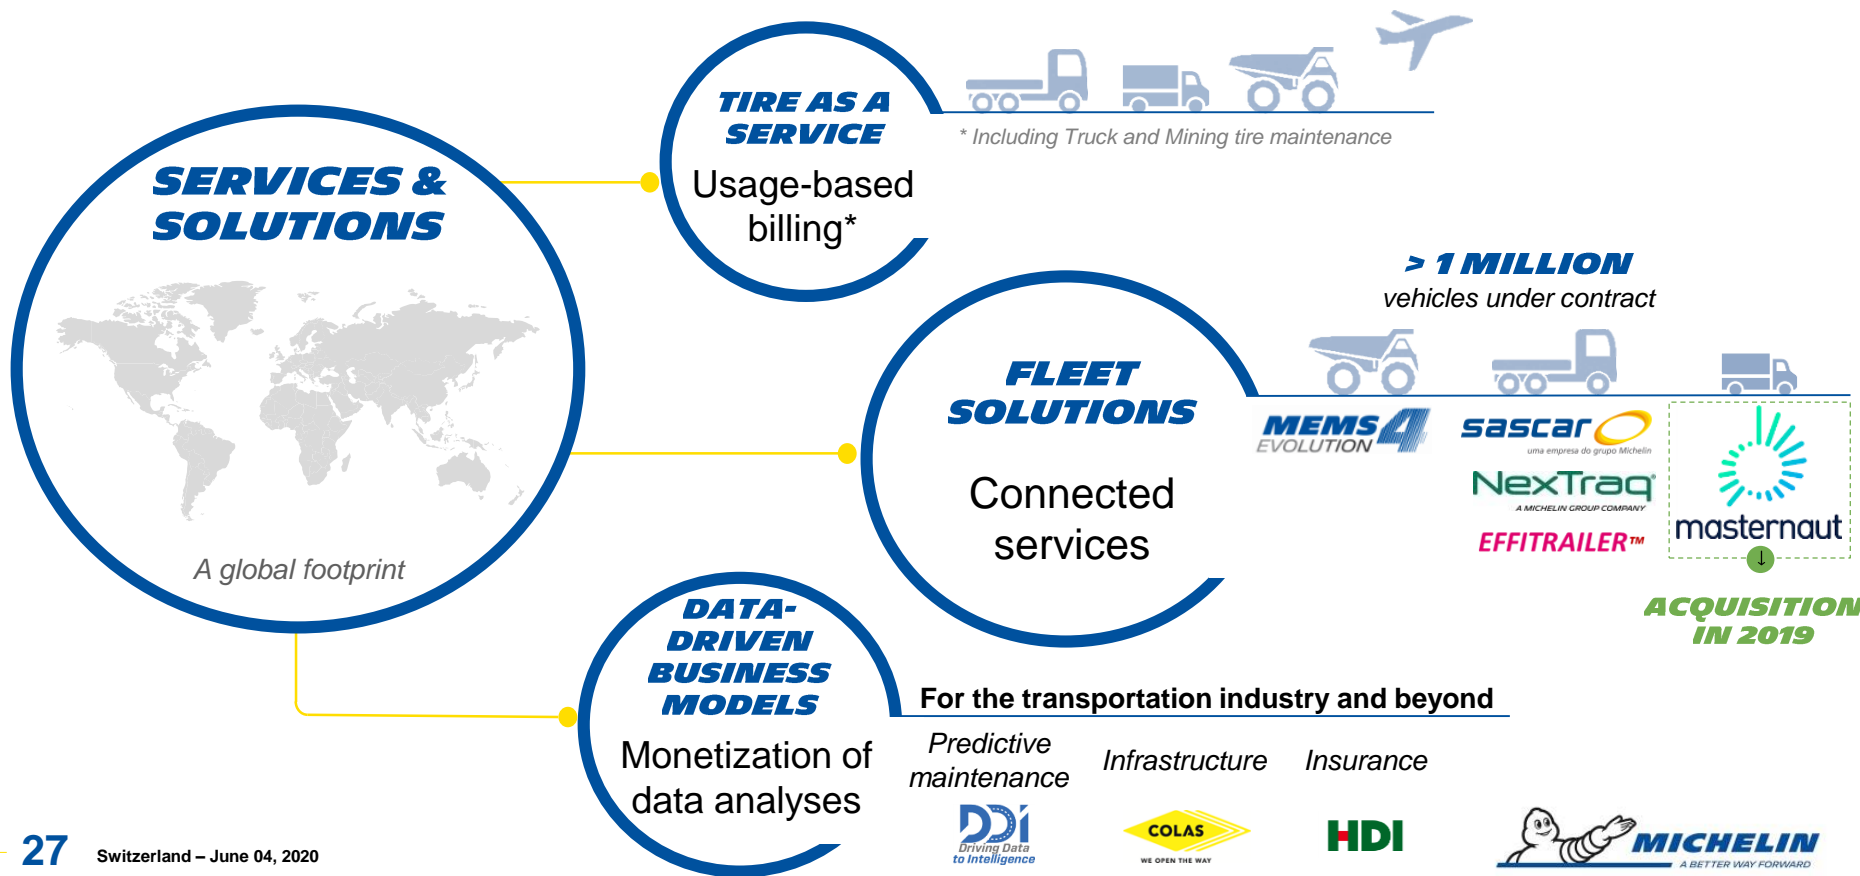 SERVICES &
SOLUTIONS
A global footprint
TIRE AS A
SERVICE
Usage-based
billing*
* Including Truck and Mining tire maintenance
FLEET
SOLUTIONS
Connected
services
> 1 MILLION
vehicles under contract
MEMS4
EVOLUTION
sascar
uma empresa do grupo Michelin
NexTraq
A MICHELIN GROUP COMPANY
EFFITRAILER™
masternaut
↓
ACQUISITION
IN 2019
DATA-
DRIVEN
BUSINESS
MODELS
Monetization of
data analyses
For the transportation industry and beyond
Predictive
maintenance
Infrastructure
Insurance
DDi
Driving Data
to Intelligence
COLAS
WE OPEN THE WAY
HDI
27
Switzerland – June 04, 2020
MICHELIN
A BETTER WAY FORWARD